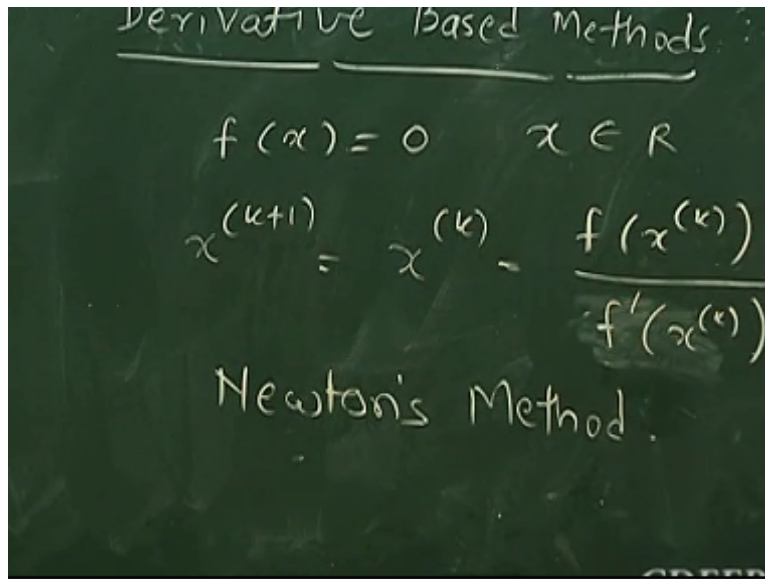 Derivative Based Methods :
f(x) = 0 x ∈ R
x^(k+1) = x^(k) - f(x^(k)) / f'(x^(k))
Newton's Method.